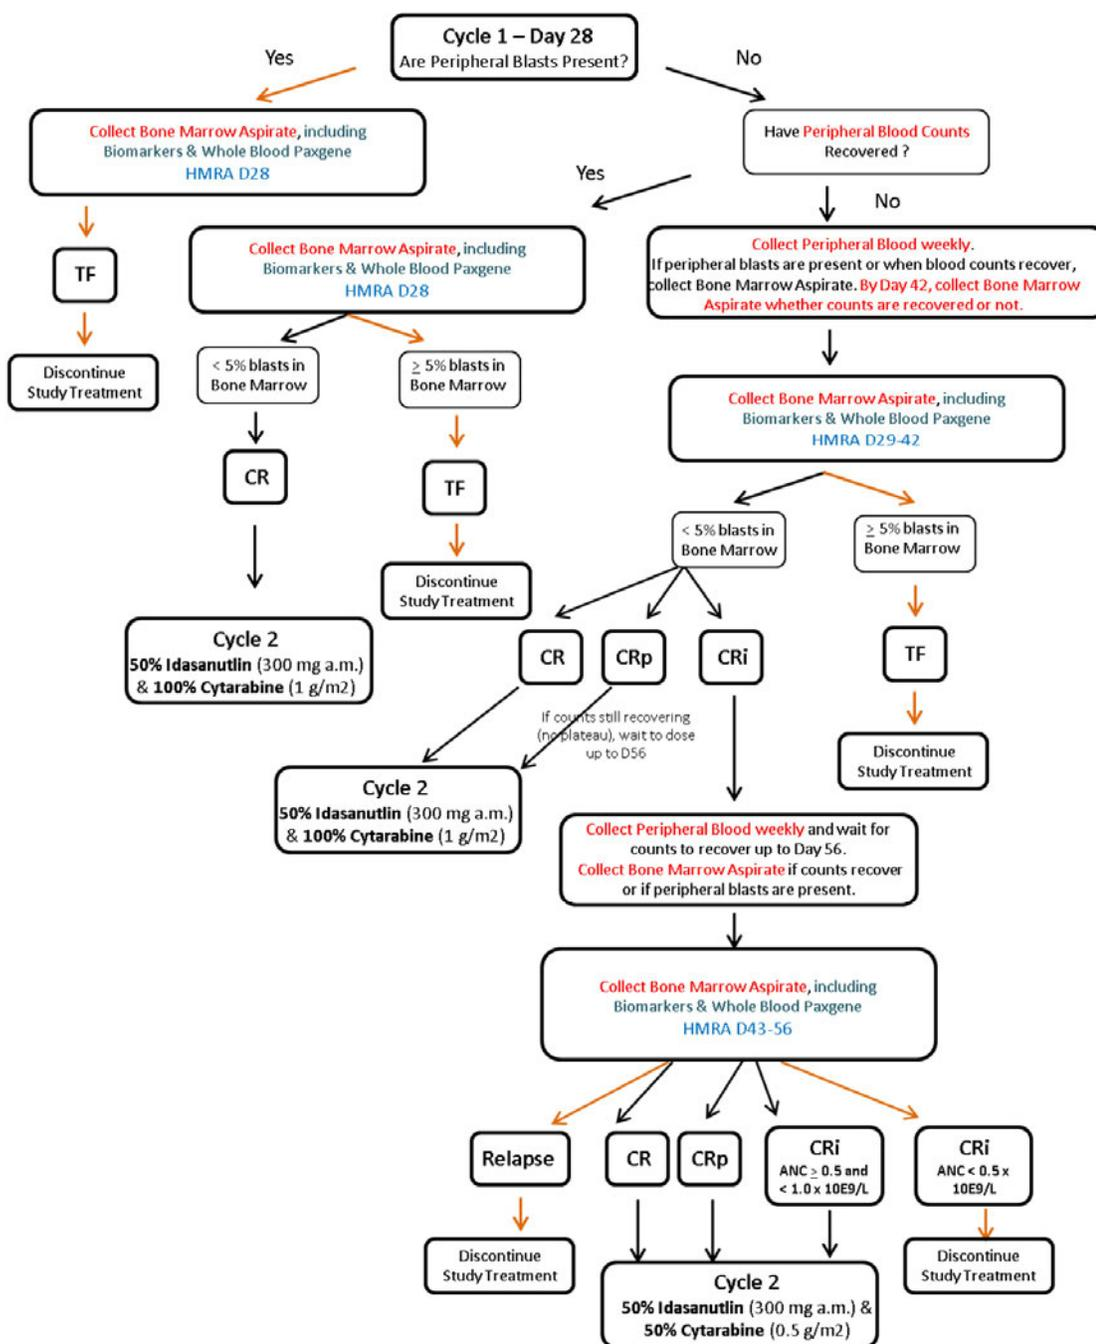 Cycle 1 – Day 28
Are Peripheral Blasts Present?
Yes
No
Collect Bone Marrow Aspirate, including
Biomarkers & Whole Blood Paxgene
HMRA D28
Have Peripheral Blood Counts
Recovered ?
Yes
No
TF
Discontinue
Study Treatment
Collect Bone Marrow Aspirate, including
Biomarkers & Whole Blood Paxgene
HMRA D28
Collect Peripheral Blood weekly.
If peripheral blasts are present or when blood counts recover,
collect Bone Marrow Aspirate. By Day 42, collect Bone Marrow
Aspirate whether counts are recovered or not.
< 5% blasts in
Bone Marrow
≥ 5% blasts in
Bone Marrow
CR
TF
Discontinue
Study Treatment
Cycle 2
50% Idasanutlin (300 mg a.m.)
& 100% Cytarabine (1 g/m2)
Collect Bone Marrow Aspirate, including
Biomarkers & Whole Blood Paxgene
HMRA D29-42
< 5% blasts in
Bone Marrow
≥ 5% blasts in
Bone Marrow
CR
CRp
CRi
TF
Discontinue
Study Treatment
If counts still recovering
(no plateau), wait to dose
up to D56
Cycle 2
50% Idasanutlin (300 mg a.m.)
& 100% Cytarabine (1 g/m2)
Collect Peripheral Blood weekly and wait for
counts to recover up to Day 56.
Collect Bone Marrow Aspirate if counts recover
or if peripheral blasts are present.
Collect Bone Marrow Aspirate, including
Biomarkers & Whole Blood Paxgene
HMRA D43-56
Relapse
CR
CRp
CRi
ANC ≥ 0.5 and
< 1.0 x 10E9/L
CRi
ANC < 0.5 x
10E9/L
Discontinue
Study Treatment
Cycle 2
50% Idasanutlin (300 mg a.m.) &
50% Cytarabine (0.5 g/m2)
Discontinue
Study Treatment